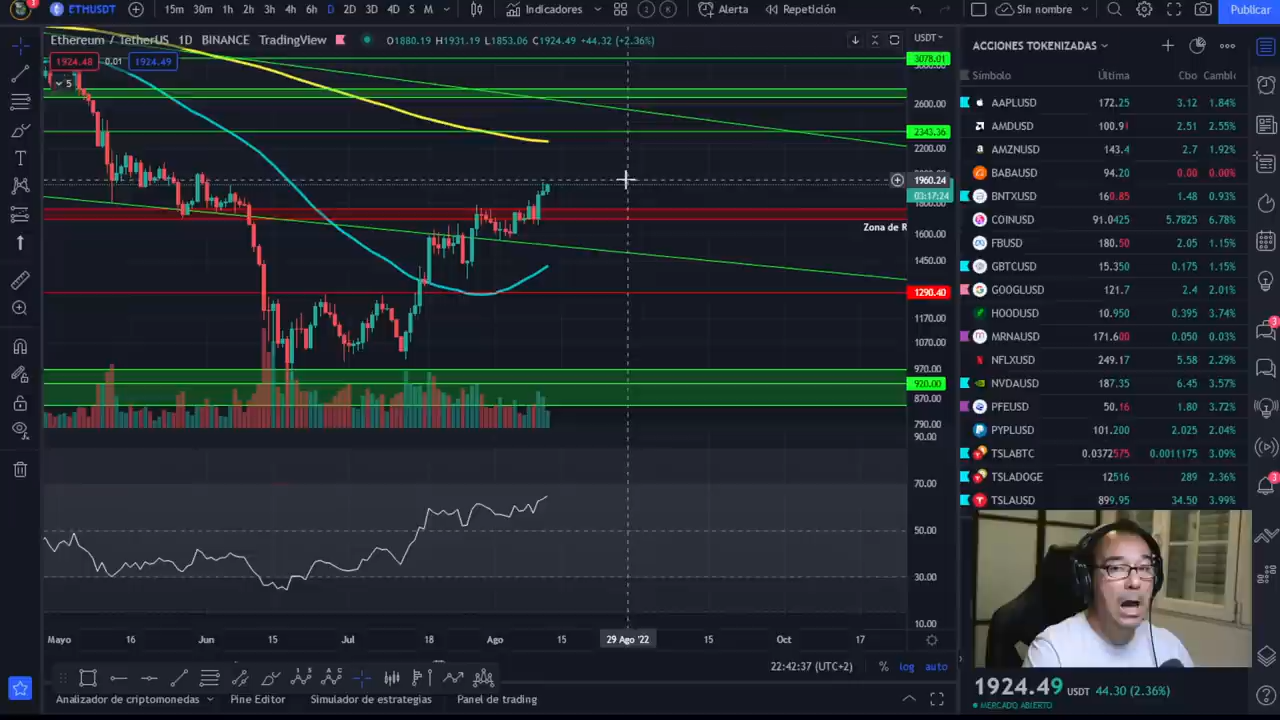 3
ETHUSDT 15m 30m 1h 2h 3h 4h 6h D 2D 3D 4D S M Indicadores Alerta Repetición Sin nombre Publicar
Ethereum / TetherUS 1D BINANCE TradingView O1880.19 H1931.19 L1853.06 C1924.49 +44.32 (+2.36%)
USDT
1924.48 0.01 1924.49
5
3078.01
2600.00
2343.36
2200.00
1960.24
03:17:24
1800.00
Zona de R
1600.00
1450.00
1290.40
1170.00
1070.00
970.00
920.00
870.00
790.00
90.00
70.00
50.00
30.00
10.00
Mayo 16 Jun 15 Jul 18 Ago 15 29 Ago '22 15 Oct 17
22:42:37 (UTC+2) % log auto
Analizador de criptomonedas Pine Editor Simulador de estrategias Panel de trading
ACCIONES TOKENIZADAS
Símbolo Última Cbo Cambi
AAPLUSD 172.25 3.12 1.84%
AMDUSD 100.91 2.51 2.55%
AMZNUSD 143.4 2.7 1.92%
BABAUSD 94.20 0.00 0.00%
BNTXUSD 160.85 1.48 0.93%
COINUSD 91.0425 5.7825 6.78%
FBUSD 180.50 2.05 1.15%
GBTCUSD 15.350 0.175 1.15%
GOOGLUSD 121.7 2.4 2.01%
HOODUSD 10.950 0.395 3.74%
MRNAUSD 171.600 0.050 0.03%
NFLXUSD 249.17 5.58 2.29%
NVDAUSD 187.35 6.45 3.57%
PFEUSD 50.16 1.80 3.72%
PYPLUSD 101.200 2.025 2.04%
TSLABTC 0.0372575 0.0011175 3.09%
TSLADOGE 12516 289 2.36%
TSLAUSD 899.95 34.50 3.99%
1924.49 USDT 44.30 (2.36%)
MERCADO ABIERTO
3
3